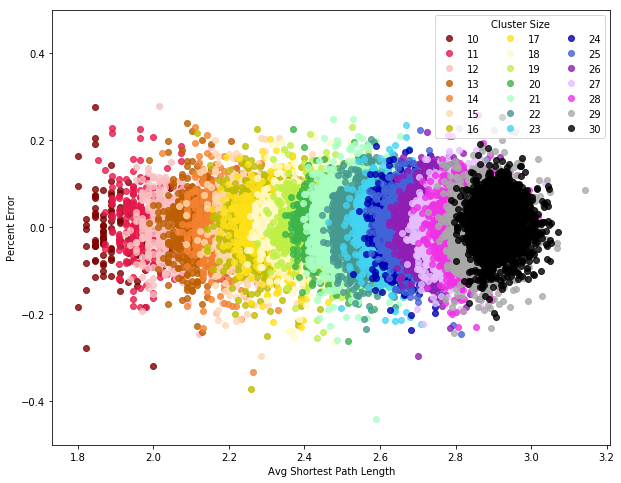 Cluster Size
10 17 24
11 18 25
12 19 26
13 20 27
14 21 28
15 22 29
16 23 30
0.4
0.2
0.0
−0.2
−0.4
Percent Error
1.8 2.0 2.2 2.4 2.6 2.8 3.0 3.2
Avg Shortest Path Length